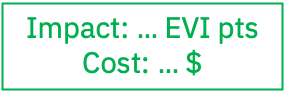 Impact: ... EVI pts
Cost: ... $